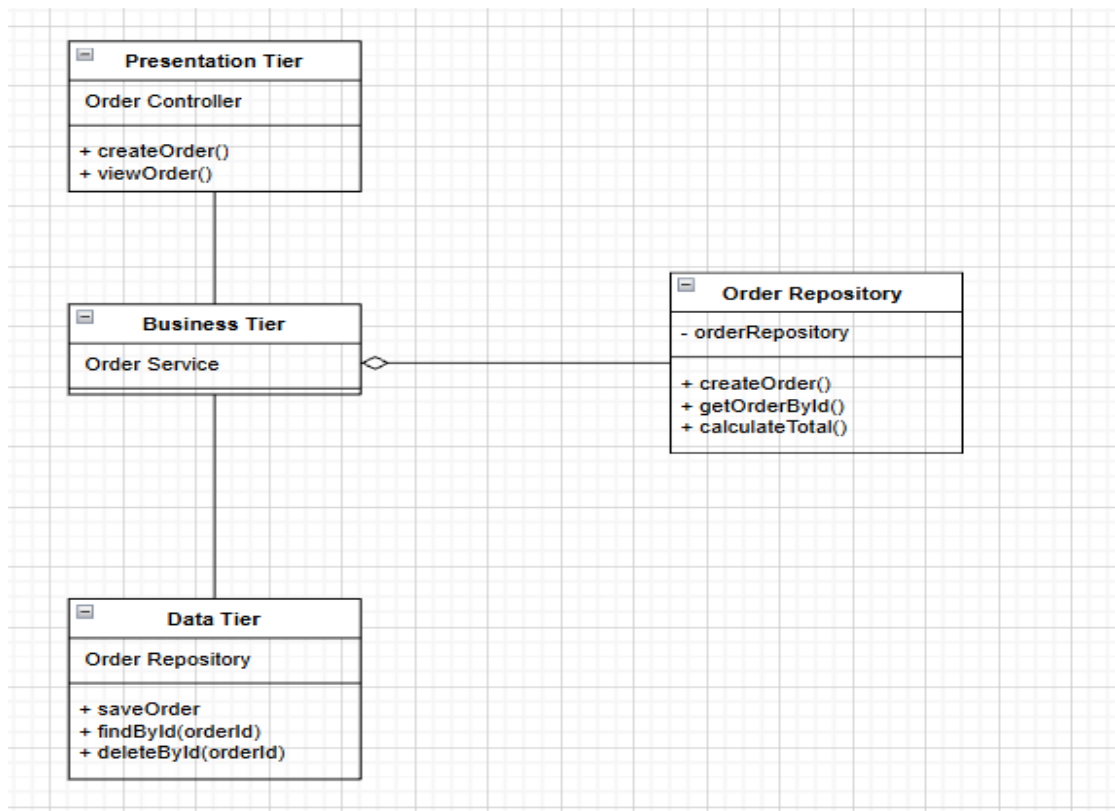 Presentation Tier
Order Controller
+ createOrder()
+ viewOrder()
Business Tier
Order Service
Order Repository
- orderRepository
+ createOrder()
+ getOrderById()
+ calculateTotal()
Data Tier
Order Repository
+ saveOrder
+ findById(orderId)
+ deleteById(orderId)